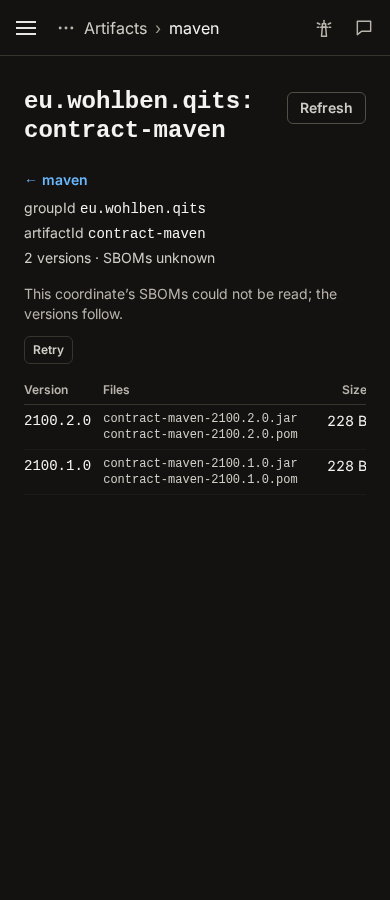 ··· Artifacts › maven
eu.wohlben.qits:
contract-maven
Refresh
← maven
groupId eu.wohlben.qits
artifactId contract-maven
2 versions · SBOMs unknown
This coordinate's SBOMs could not be read; the
versions follow.
Retry
Version Files Size
2100.2.0 contract-maven-2100.2.0.jar 228 B
contract-maven-2100.2.0.pom
2100.1.0 contract-maven-2100.1.0.jar 228 B
contract-maven-2100.1.0.pom